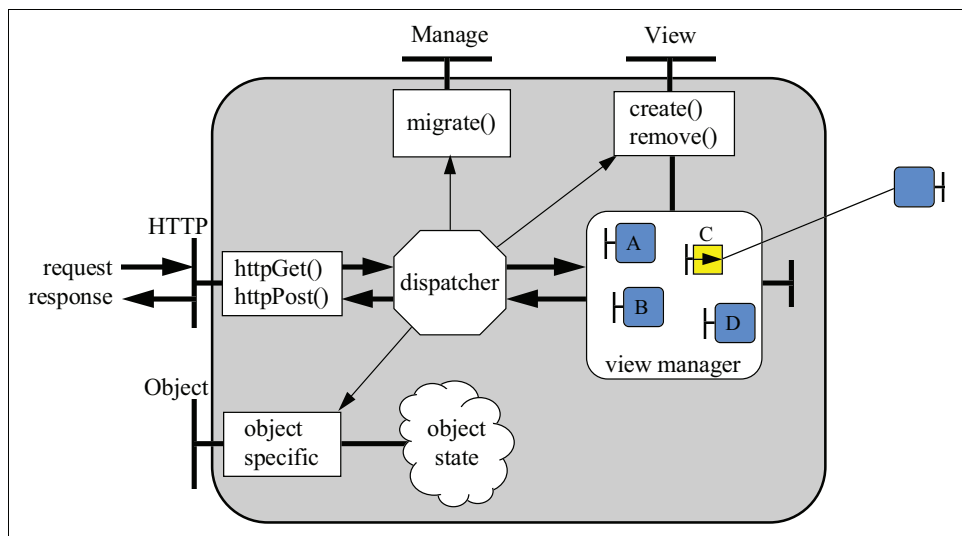 Manage
View
migrate()
create()
remove()
HTTP
request
response
httpGet()
httpPost()
dispatcher
A
C
B
D
view manager
Object
object
specific
object
state